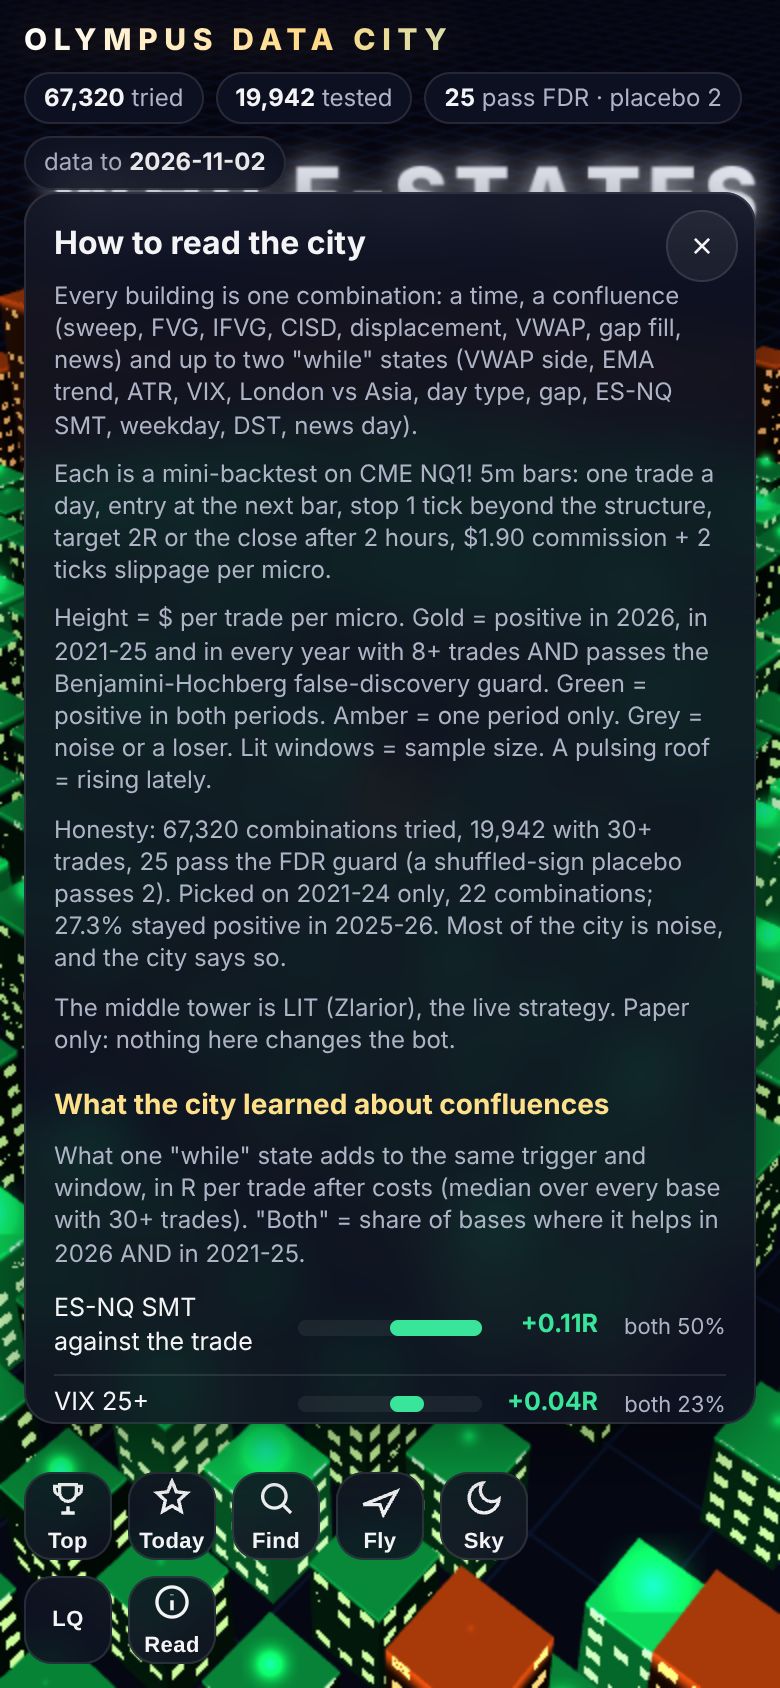 OLYMPUS DATA CITY
67,320 tried
19,942 tested
25 pass FDR · placebo 2
data to 2026-11-02
E-STATES
How to read the city
Every building is one combination: a time, a confluence
(sweep, FVG, IFVG, CISD, displacement, VWAP, gap fill,
news) and up to two "while" states (VWAP side, EMA
trend, ATR, VIX, London vs Asia, day type, gap, ES-NQ
SMT, weekday, DST, news day).
Each is a mini-backtest on CME NQ1! 5m bars: one trade a
day, entry at the next bar, stop 1 tick beyond the structure,
target 2R or the close after 2 hours, $1.90 commission + 2
ticks slippage per micro.
Height = $ per trade per micro. Gold = positive in 2026, in
2021-25 and in every year with 8+ trades AND passes the
Benjamini-Hochberg false-discovery guard. Green =
positive in both periods. Amber = one period only. Grey =
noise or a loser. Lit windows = sample size. A pulsing roof
= rising lately.
Honesty: 67,320 combinations tried, 19,942 with 30+
trades, 25 pass the FDR guard (a shuffled-sign placebo
passes 2). Picked on 2021-24 only, 22 combinations;
27.3% stayed positive in 2025-26. Most of the city is noise,
and the city says so.
The middle tower is LIT (Zlarior), the live strategy. Paper
only: nothing here changes the bot.
What the city learned about confluences
What one "while" state adds to the same trigger and
window, in R per trade after costs (median over every base
with 30+ trades). "Both" = share of bases where it helps in
2026 AND in 2021-25.
ES-NQ SMT
against the trade
+0.11R
both 50%
VIX 25+
+0.04R
both 23%
Top
Today
Find
Fly
Sky
LQ
Read